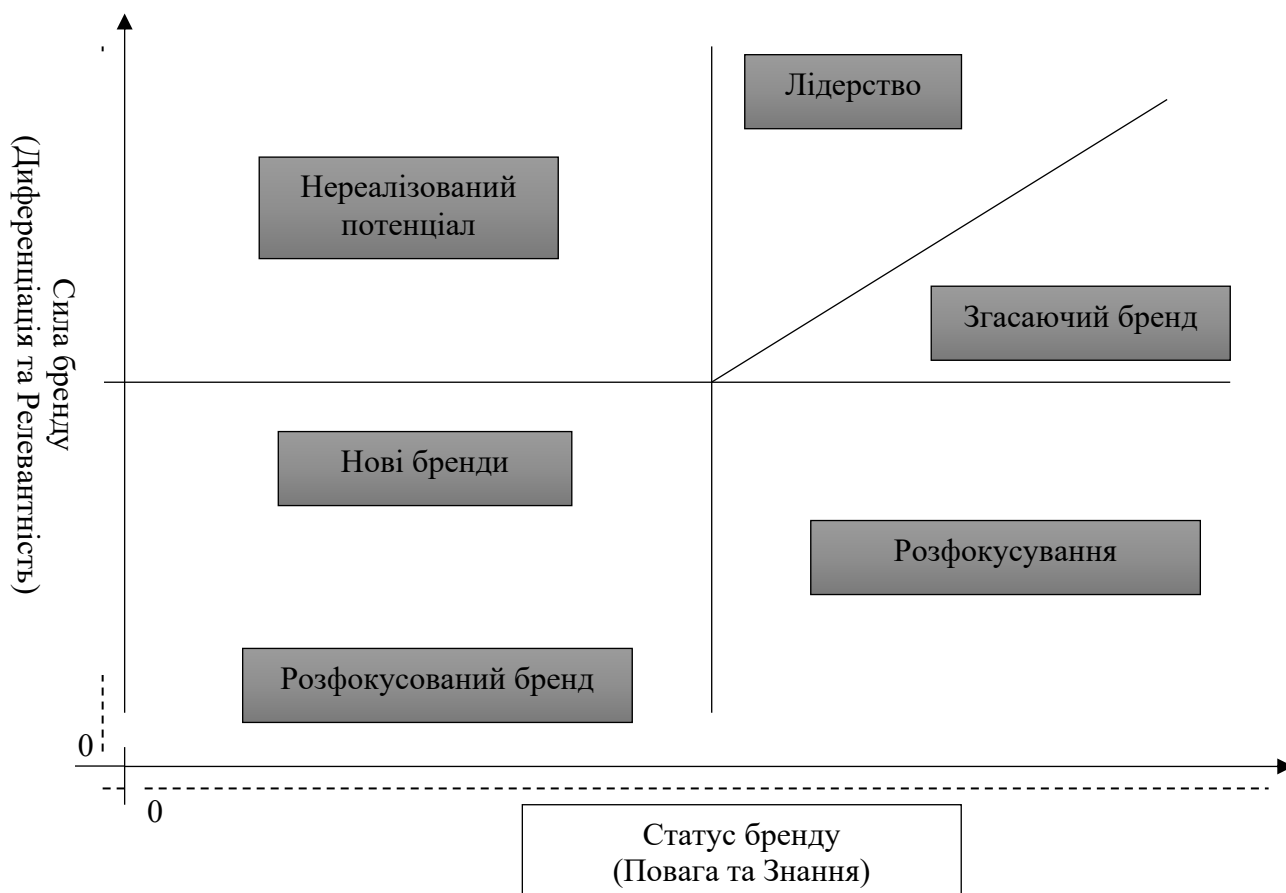 Лідерство
Нереалізований
потенціал
Згасаючий бренд
Сила бренду
(Диференціація та Релевантність)
Нові бренди
Розфокусування
Розфокусований бренд
0
0
Статус бренду
(Повага та Знання)